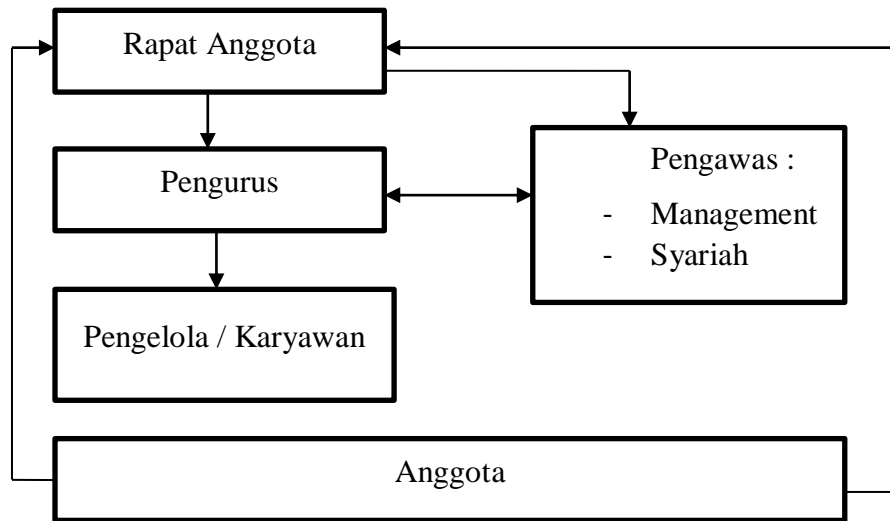 Rapat Anggota
Pengurus
Pengawas :
- Management
- Syariah
Pengelola / Karyawan
Anggota